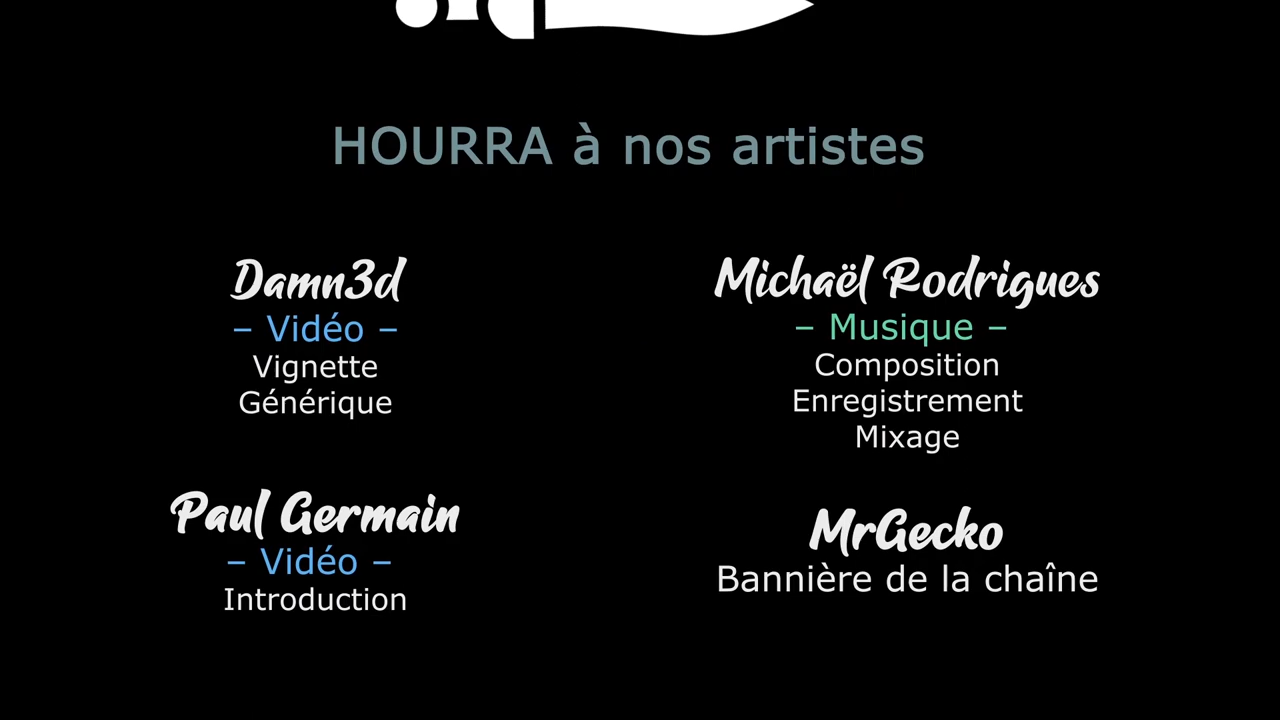 HOURRA à nos artistes
Damn3d
– Vidéo –
Vignette
Générique
Michaël Rodrigues
– Musique –
Composition
Enregistrement
Mixage
Paul Germain
– Vidéo –
Introduction
MrGecko
Bannière de la chaîne